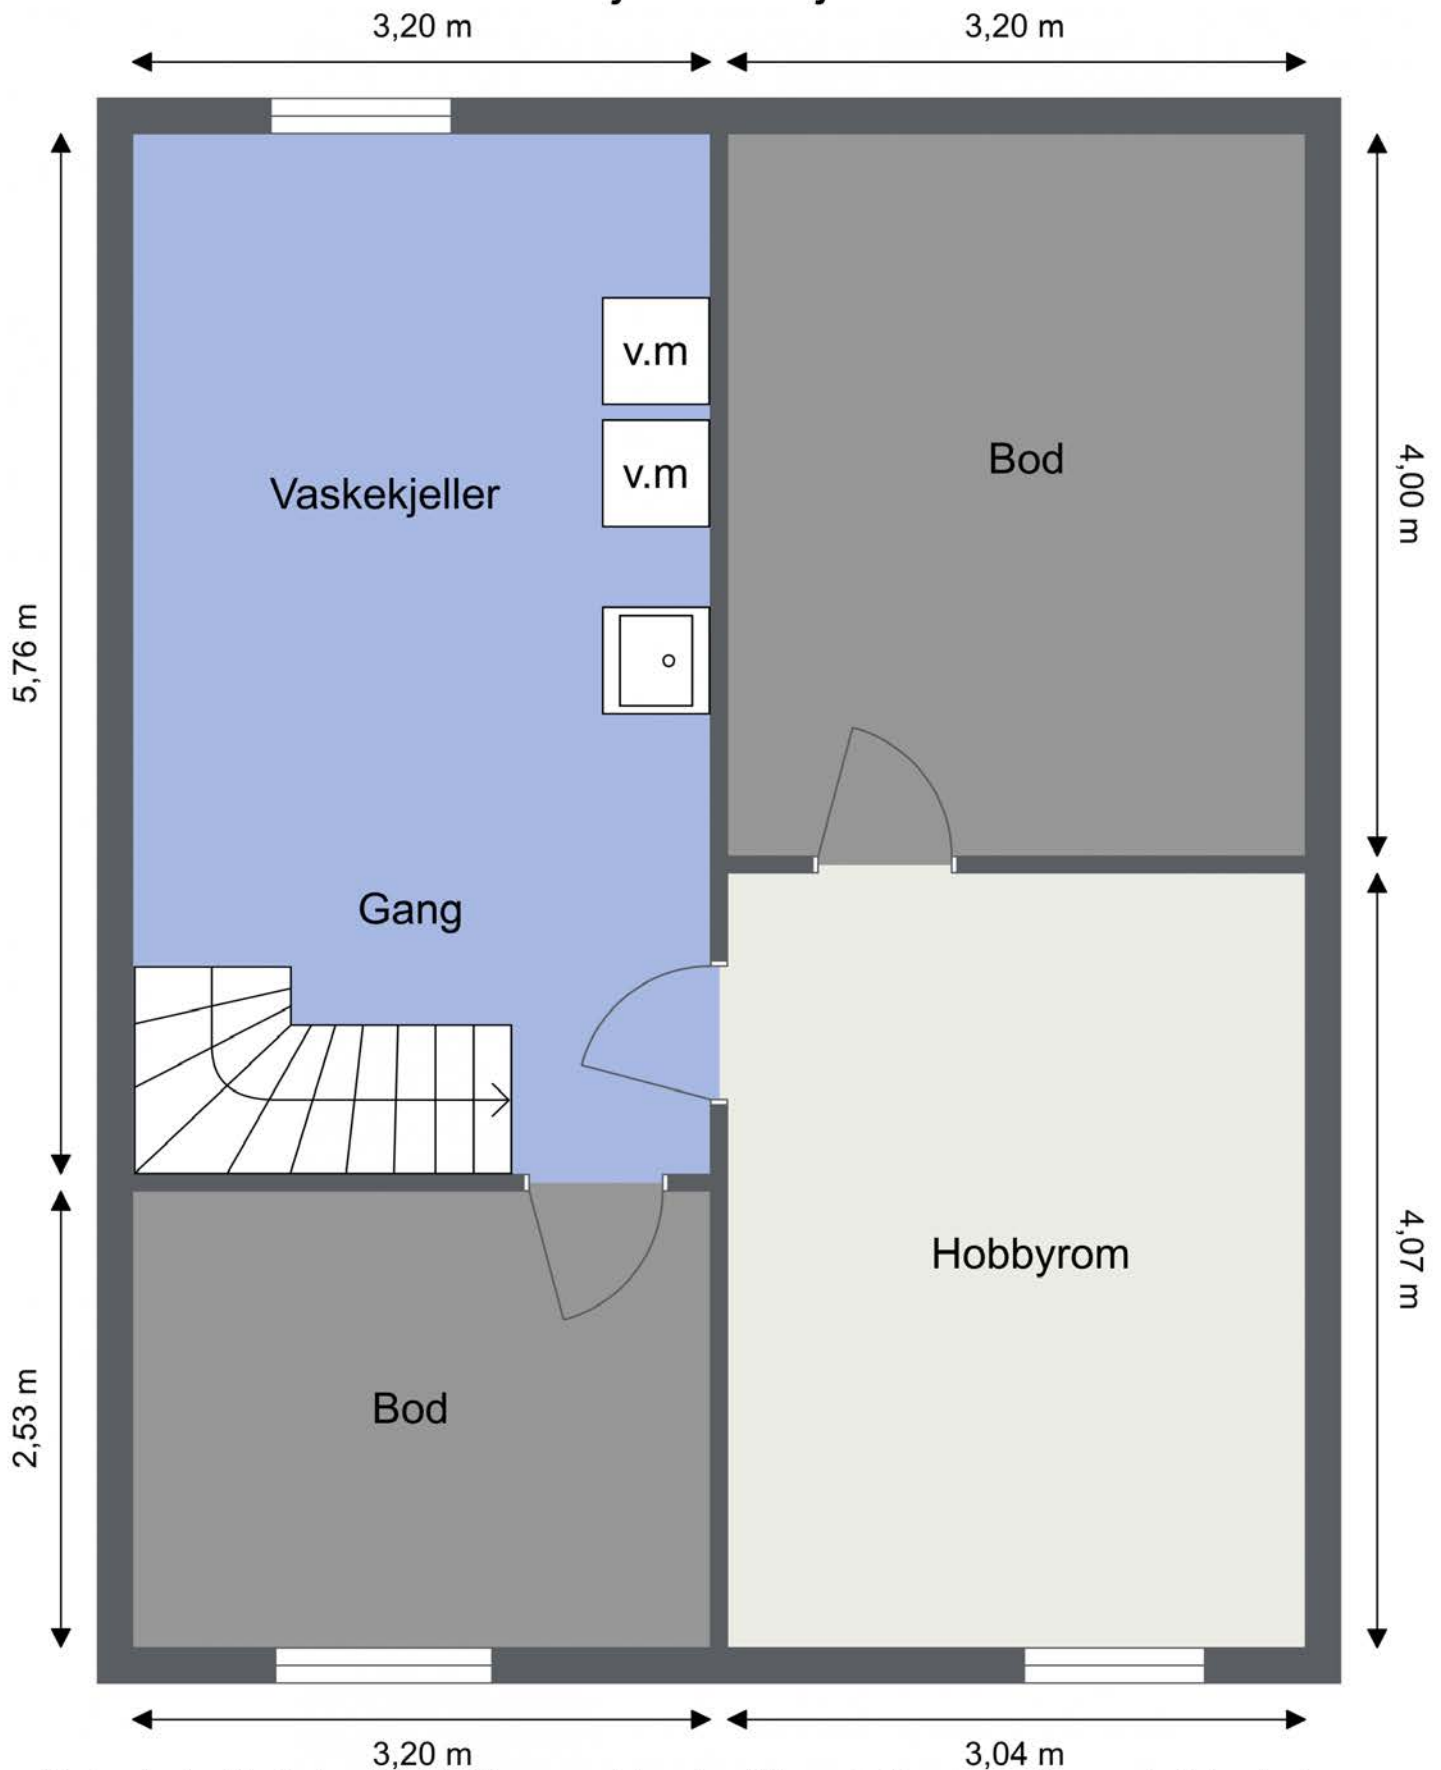 3,20 m
3,20 m
v.m
v.m
Bod
Vaskekjeller
4,00 m
5,76 m
Gang
Hobbyrom
4,07 m
2,53 m
Bod
3,20 m
3,04 m